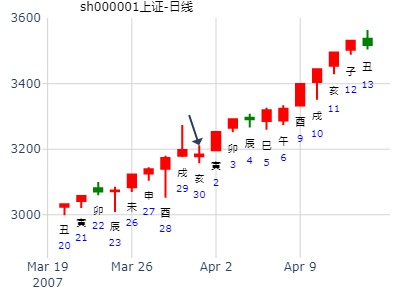 sh000001上证-日线
3600
3400
3200
3000
丑
20
寅
21
卯
22
辰
23
未
26
申
27
酉
28
戌
29
亥
30
寅
2
卯
3
辰
4
巳
5
午
6
酉
9
戌
10
亥
11
子
12
丑
13
Mar 19
2007
Mar 26
Apr 2
Apr 9